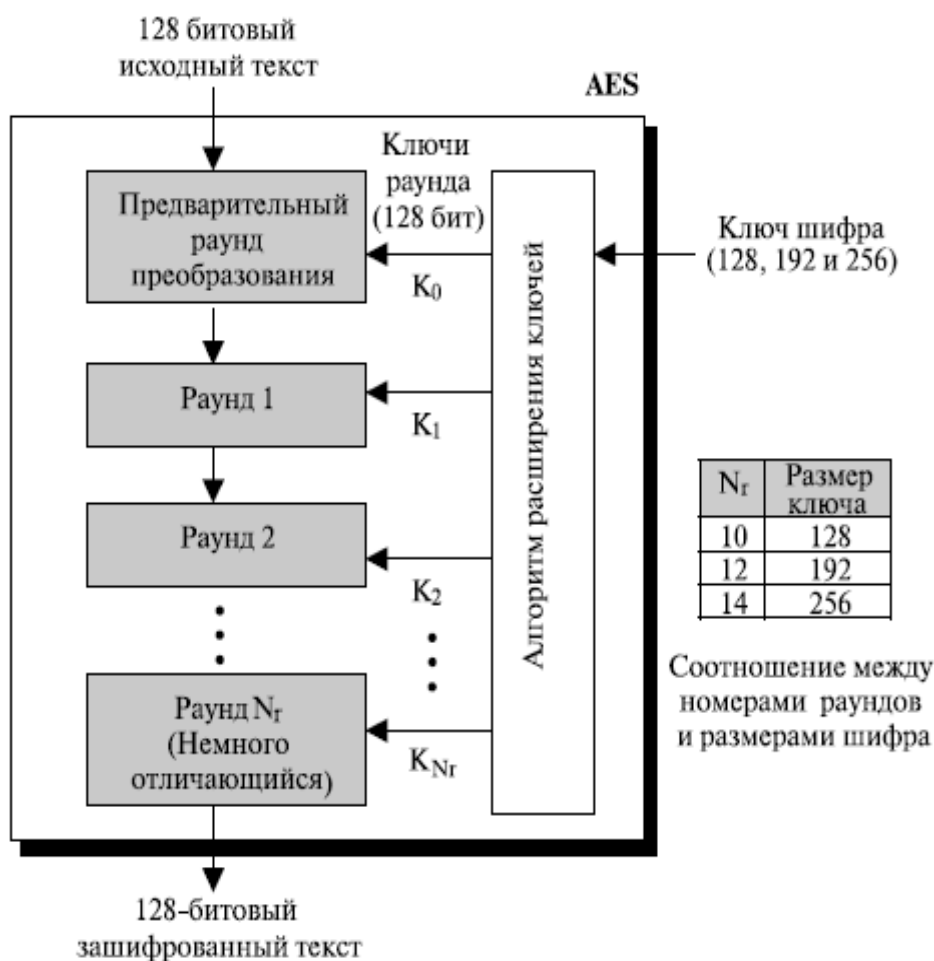 128 битовый
исходный текст
AES
Ключи
раунда
(128 бит)
Предварительный
раунд
преобразования
K0
Ключ шифра
(128, 192 и 256)
Алгоритм расширения ключей
Раунд 1
K1
Раунд 2
K2
Nr Размер
ключа
10 128
12 192
14 256
Соотношение между
номерами раундов
и размерами шифра
Раунд Nr
(Немного
отличающийся)
KNr
128-битовый
зашифрованный текст